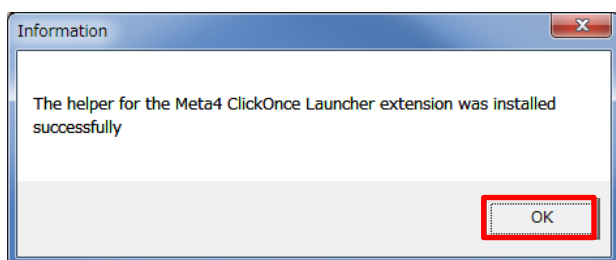 Information
The helper for the Meta4 ClickOnce Launcher extension was installed
successfully
OK